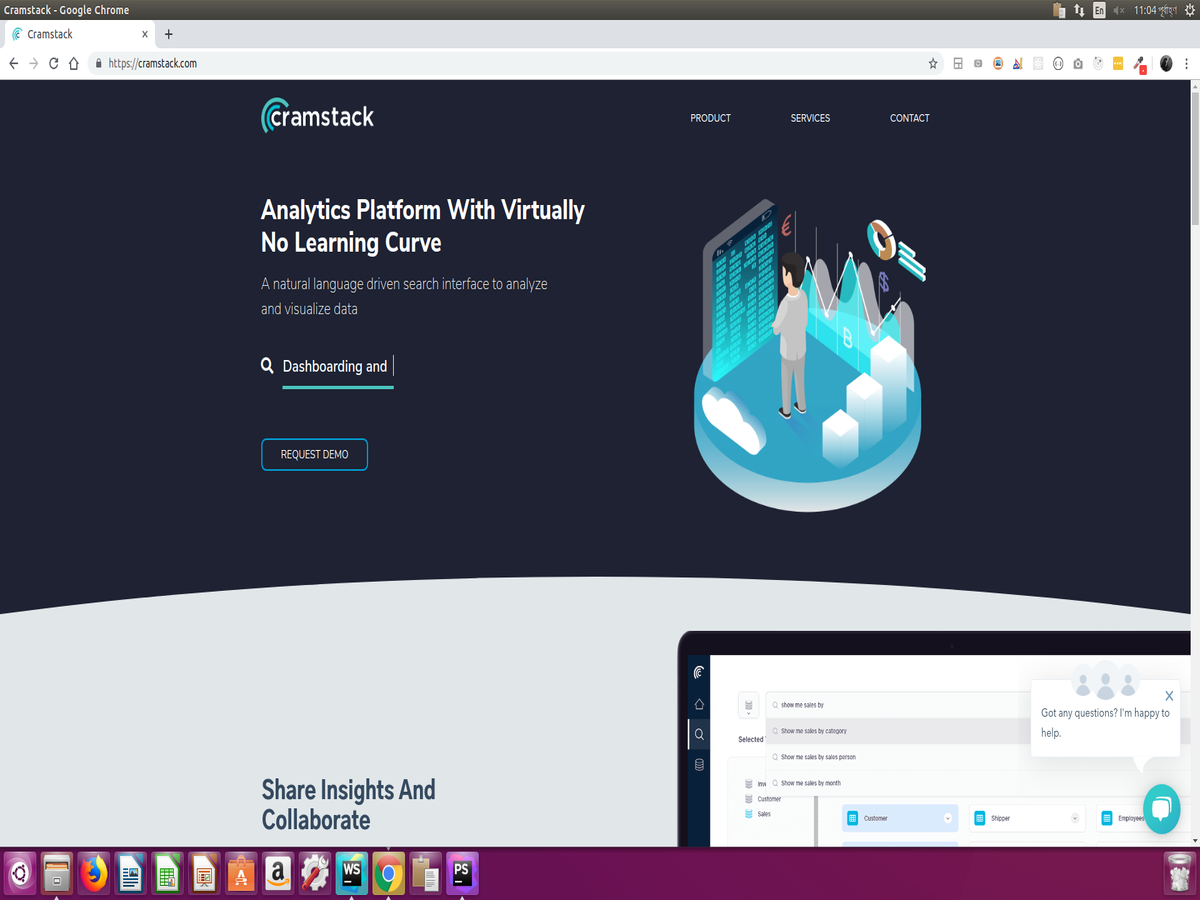 Cramstack - Google Chrome
En
11:04 পূর্বাহ্ণ
Cramstack
https://cramstack.com
cramstack
PRODUCT
SERVICES
CONTACT
Analytics Platform With Virtually
No Learning Curve
A natural language driven search interface to analyze
and visualize data
Dashboarding and
REQUEST DEMO
Share Insights And
Collaborate
show me sales by
Show me sales by category
Selected
Show me sales by sales person
Show me sales by month
Customer
Sales
Customer
Shipper
Employees
Got any questions? I'm happy to
help.
WS
PS